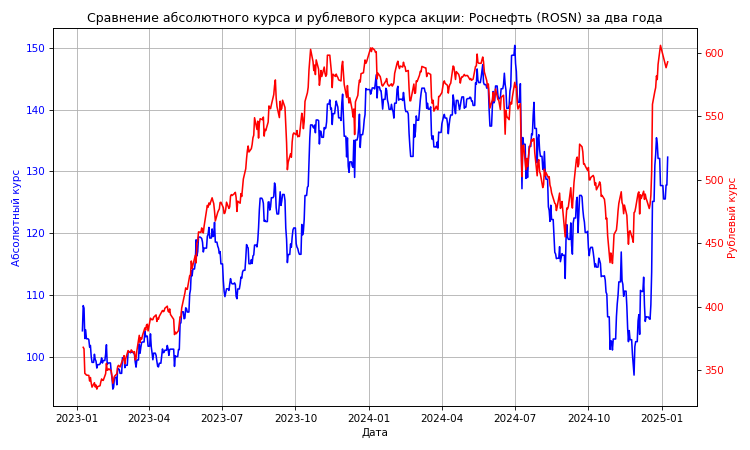 Сравнение абсолютного курса и рублевого курса акции: Роснефть (ROSN) за два года
Абсолютный курс
150
140
130
120
110
100
600
550
500
450
400
350
Рублевый курс
2023-01 2023-04 2023-07 2023-10 2024-01 2024-04 2024-07 2024-10 2025-01
Дата